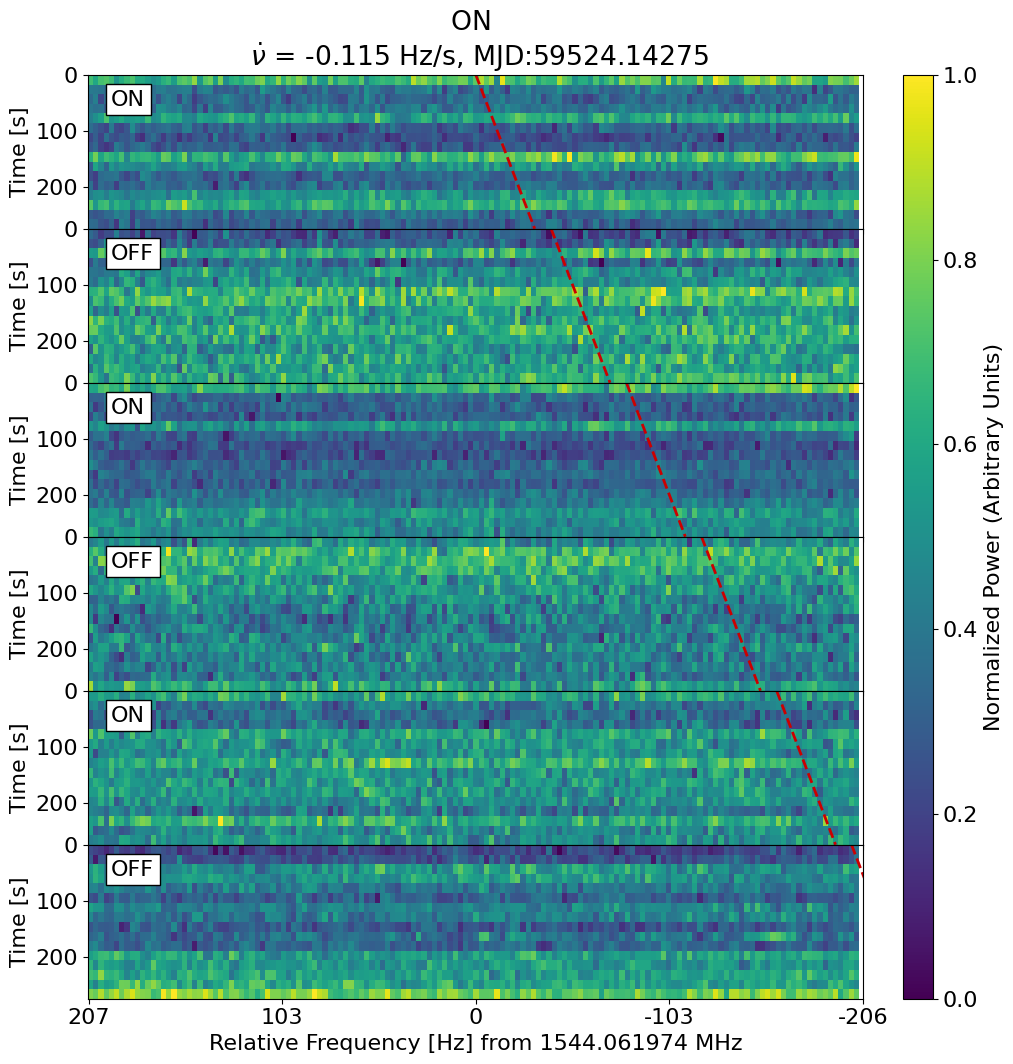 ON
ν̇ = -0.115 Hz/s, MJD:59524.14275
0
ON
100
200
Time [s]
0
OFF
100
200
Time [s]
0
ON
100
200
Time [s]
0
OFF
100
200
Time [s]
0
ON
100
200
Time [s]
0
OFF
100
200
Time [s]
207
103
0
-103
-206
Relative Frequency [Hz] from 1544.061974 MHz
1.0
0.8
0.6
0.4
0.2
0.0
Normalized Power (Arbitrary Units)